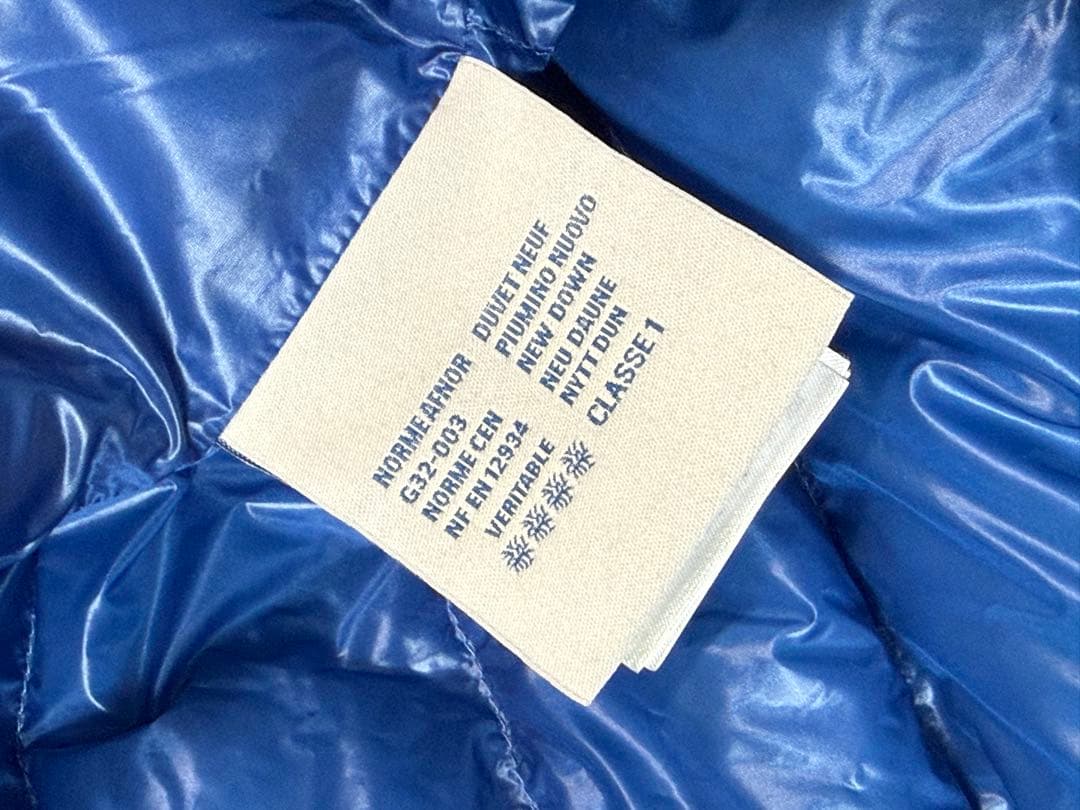 NORME AFNOR DUVET NEUF
G32-003 PIUMINO NUOVO
NORME CEN NEW DOWN
NF EN 12934 NEU DAUNE
VERITABLE NYTT DUN
CLASSE 1